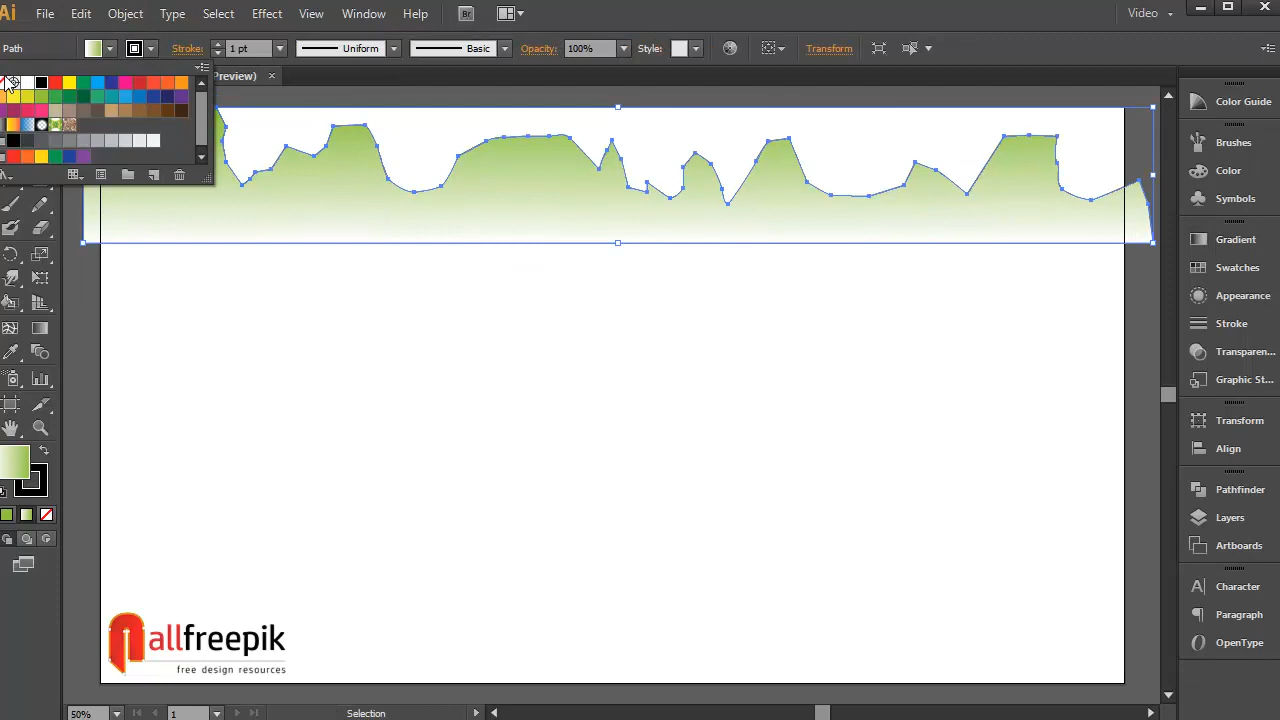 Ai File Edit Object Type Select Effect View Window Help Br Video
Path Stroke: 1 pt Uniform Basic Opacity: 100% Style: Transform
Preview)
Color Guide
Brushes
Color
Symbols
Gradient
Swatches
Appearance
Stroke
Transparen...
Graphic St...
Transform
Align
Pathfinder
Layers
Artboards
Character
Paragraph
OpenType
allfreepik
free design resources
50% 1 Selection